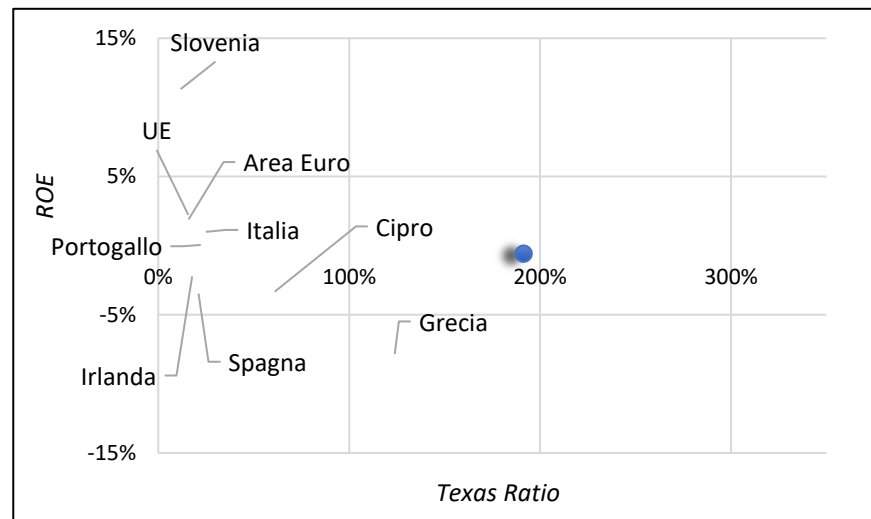 15%
Slovenia
UE
Area Euro
5%
ROE
Italia
Cipro
Portogallo
0%
100%
200%
300%
-5%
Grecia
Irlanda
Spagna
-15%
Texas Ratio